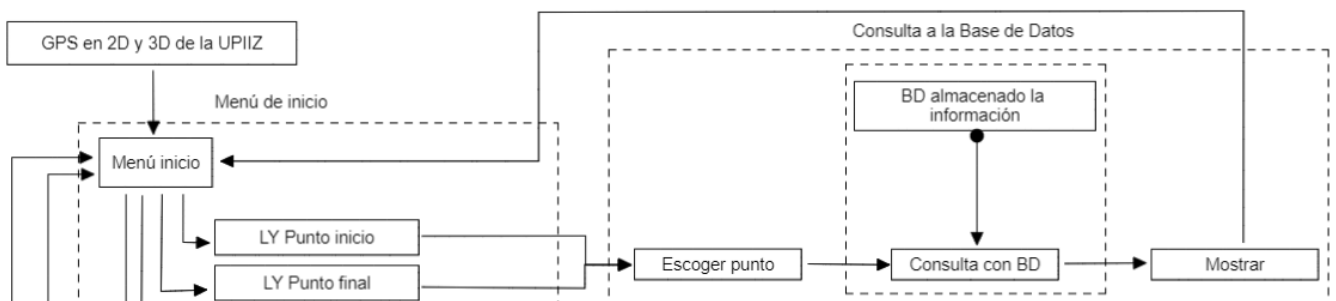 GPS en 2D y 3D de la UPIIZ
Consulta a la Base de Datos
Menú de inicio
BD almacenado la
información
Menú inicio
LY Punto inicio
LY Punto final
Escoger punto
Consulta con BD
Mostrar